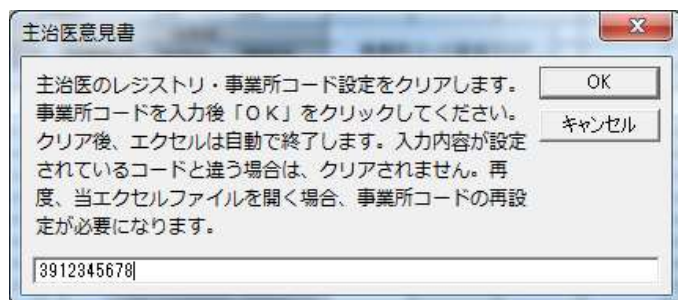 主治医意見書
主治医のレジストリ・事業所コード設定をクリアします。
事業所コードを入力後「ＯＫ」をクリックしてください。
クリア後、エクセルは自動で終了します。入力内容が設定
されているコードと違う場合は、クリアされません。再
度、当エクセルファイルを開く場合、事業所コードの再設
定が必要になります。
OK
キャンセル
3912345678